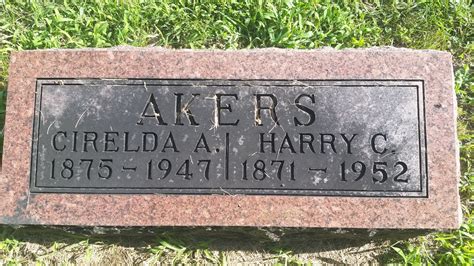 AKERS
CIRELDA A. HARRY C.
1875 - 1947 1871 - 1952